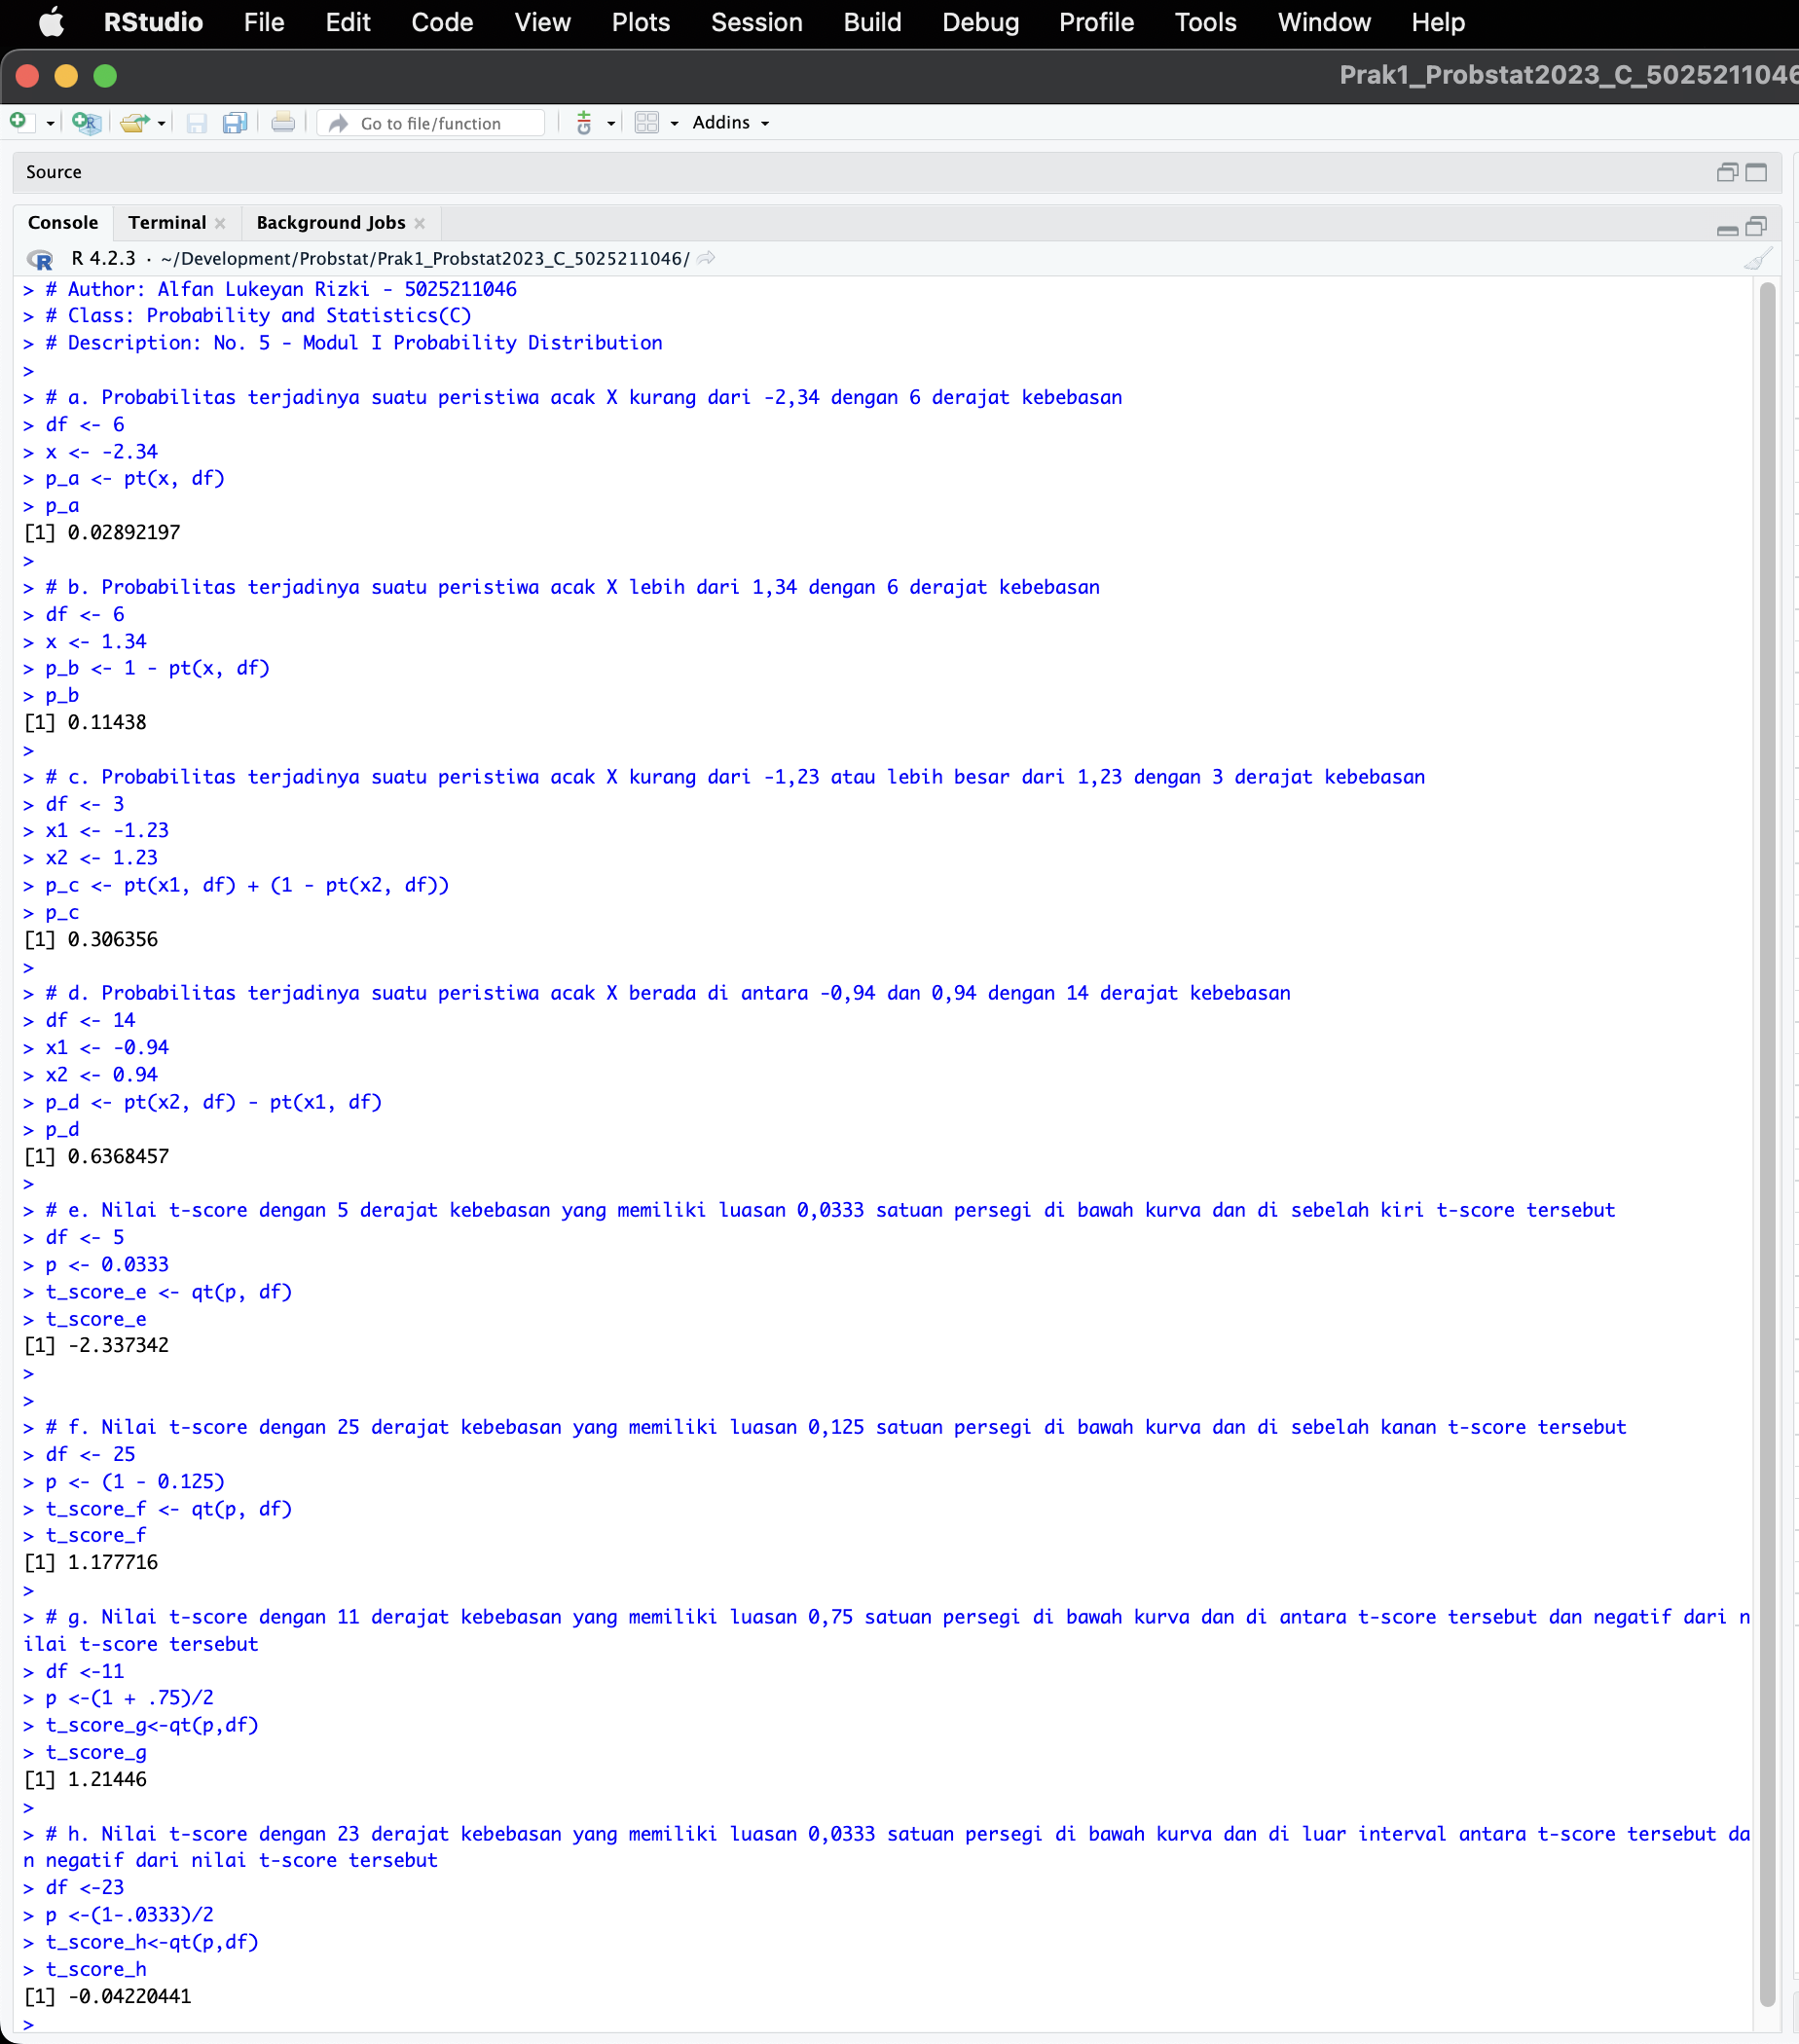 RStudio File Edit Code View Plots Session Build Debug Profile Tools Window Help
Prak1_Probstat2023_C_5025211046
Go to file/function Addins
Source
Console Terminal Background Jobs
R 4.2.3 · ~/Development/Probstat/Prak1_Probstat2023_C_5025211046/
> # Author: Alfan Lukeyan Rizki - 5025211046
> # Class: Probability and Statistics(C)
> # Description: No. 5 - Modul I Probability Distribution
>
> # a. Probabilitas terjadinya suatu peristiwa acak X kurang dari -2,34 dengan 6 derajat kebebasan
> df <- 6
> x <- -2.34
> p_a <- pt(x, df)
> p_a
[1] 0.02892197
>
> # b. Probabilitas terjadinya suatu peristiwa acak X lebih dari 1,34 dengan 6 derajat kebebasan
> df <- 6
> x <- 1.34
> p_b <- 1 - pt(x, df)
> p_b
[1] 0.11438
>
> # c. Probabilitas terjadinya suatu peristiwa acak X kurang dari -1,23 atau lebih besar dari 1,23 dengan 3 derajat kebebasan
> df <- 3
> x1 <- -1.23
> x2 <- 1.23
> p_c <- pt(x1, df) + (1 - pt(x2, df))
> p_c
[1] 0.306356
>
> # d. Probabilitas terjadinya suatu peristiwa acak X berada di antara -0,94 dan 0,94 dengan 14 derajat kebebasan
> df <- 14
> x1 <- -0.94
> x2 <- 0.94
> p_d <- pt(x2, df) - pt(x1, df)
> p_d
[1] 0.6368457
>
> # e. Nilai t-score dengan 5 derajat kebebasan yang memiliki luasan 0,0333 satuan persegi di bawah kurva dan di sebelah kiri t-score tersebut
> df <- 5
> p <- 0.0333
> t_score_e <- qt(p, df)
> t_score_e
[1] -2.337342
>
>
> # f. Nilai t-score dengan 25 derajat kebebasan yang memiliki luasan 0,125 satuan persegi di bawah kurva dan di sebelah kanan t-score tersebut
> df <- 25
> p <- (1 - 0.125)
> t_score_f <- qt(p, df)
> t_score_f
[1] 1.177716
>
> # g. Nilai t-score dengan 11 derajat kebebasan yang memiliki luasan 0,75 satuan persegi di bawah kurva dan di antara t-score tersebut dan negatif dari n
ilai t-score tersebut
> df <-11
> p <-(1 + .75)/2
> t_score_g<-qt(p,df)
> t_score_g
[1] 1.21446
>
> # h. Nilai t-score dengan 23 derajat kebebasan yang memiliki luasan 0,0333 satuan persegi di bawah kurva dan di luar interval antara t-score tersebut da
n negatif dari nilai t-score tersebut
> df <-23
> p <-(1-.0333)/2
> t_score_h<-qt(p,df)
> t_score_h
[1] -0.04220441
>